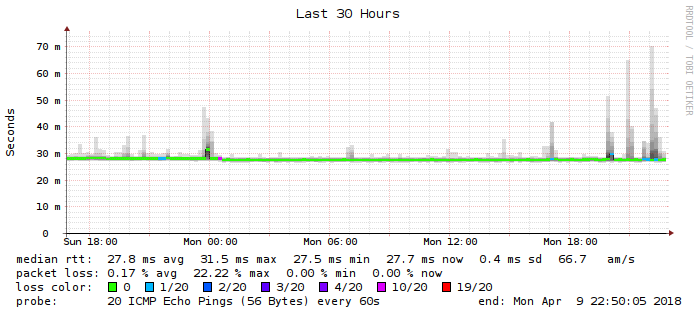 Last 30 Hours
RRDTOOL / TOBI OETIKER
Seconds
70 m
60 m
50 m
40 m
30 m
20 m
10 m
0
Sun 18:00 Mon 00:00 Mon 06:00 Mon 12:00 Mon 18:00
median rtt: 27.8 ms avg 31.5 ms max 27.5 ms min 27.7 ms now 0.4 ms sd 66.7 am/s
packet loss: 0.17 % avg 22.22 % max 0.00 % min 0.00 % now
loss color: 0 1/20 2/20 3/20 4/20 10/20 19/20
probe: 20 ICMP Echo Pings (56 Bytes) every 60s end: Mon Apr 9 22:50:05 2018